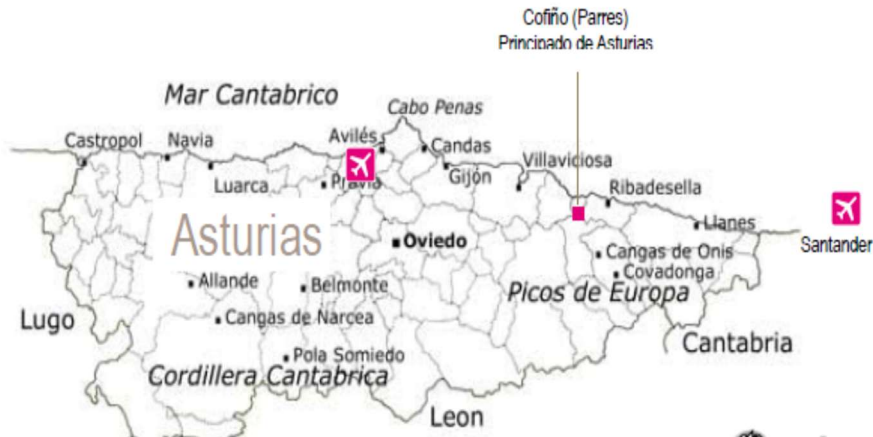 Cofiño (Parres)
Principado de Asturias
Mar Cantabrico
Cabo Penas
Castropol
Navia
Avilés
Candas
Luarca
Pravia
Gijón
Villaviciosa
Ribadesella
Asturias
Oviedo
Llanes
Santander
Cangas de Onis
Covadonga
Allande
Belmonte
Picos de Europa
Lugo
Cangas de Narcea
Cantabria
Pola Somiedo
Cordillera Cantabrica
Leon